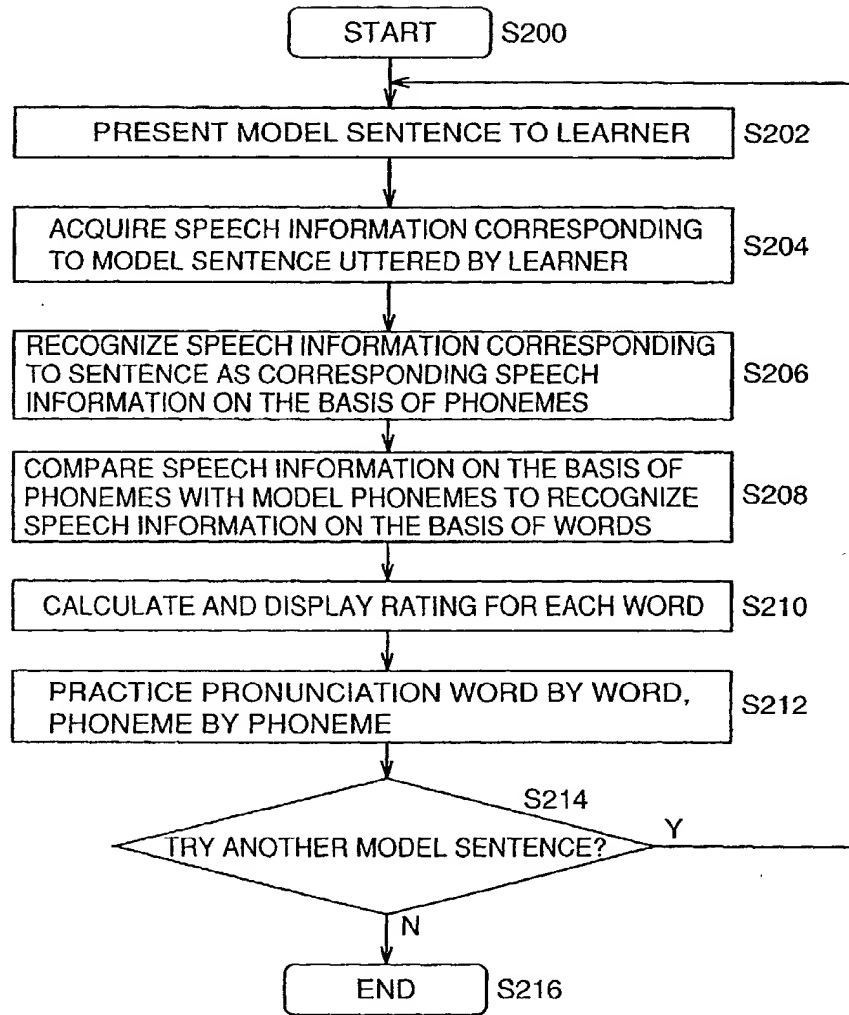 START S200
PRESENT MODEL SENTENCE TO LEARNER S202
ACQUIRE SPEECH INFORMATION CORRESPONDING
TO MODEL SENTENCE UTTERED BY LEARNER S204
RECOGNIZE SPEECH INFORMATION CORRESPONDING
TO SENTENCE AS CORRESPONDING SPEECH S206
INFORMATION ON THE BASIS OF PHONEMES
COMPARE SPEECH INFORMATION ON THE BASIS OF
PHONEMES WITH MODEL PHONEMES TO RECOGNIZE S208
SPEECH INFORMATION ON THE BASIS OF WORDS
CALCULATE AND DISPLAY RATING FOR EACH WORD S210
PRACTICE PRONUNCIATION WORD BY WORD,
PHONEME BY PHONEME S212
S214
TRY ANOTHER MODEL SENTENCE? Y
N
END S216